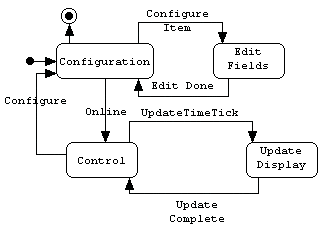 Configure
Item
Configuration
Edit
Fields
Edit Done
Configure
Online
UpdateTimeTick
Control
Update
Display
Update
Complete